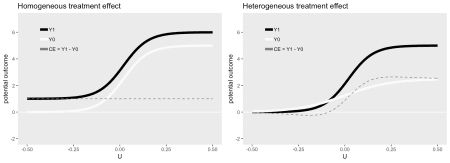 Homogeneous treatment effect
Y1
Y0
CE = Y1 - Y0
potential outcome
6
4
2
0
-2
-0.50
-0.25
0.00
0.25
0.50
U
Heterogeneous treatment effect
Y1
Y0
CE = Y1 - Y0
potential outcome
6
4
2
0
-2
-0.50
-0.25
0.00
0.25
0.50
U